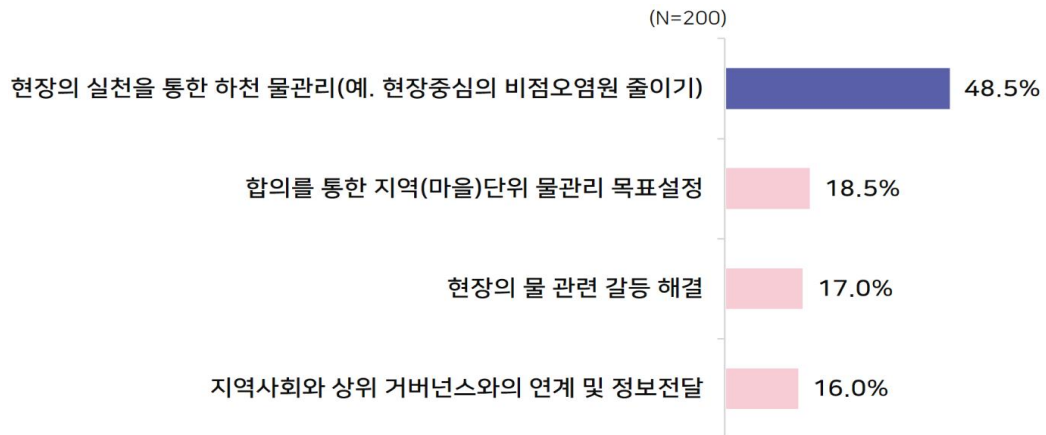 (N=200)
현장의 실천을 통한 하천 물관리(예. 현장중심의 비점오염원 줄이기) 48.5%
합의를 통한 지역(마을)단위 물관리 목표설정 18.5%
현장의 물 관련 갈등 해결 17.0%
지역사회와 상위 거버넌스와의 연계 및 정보전달 16.0%